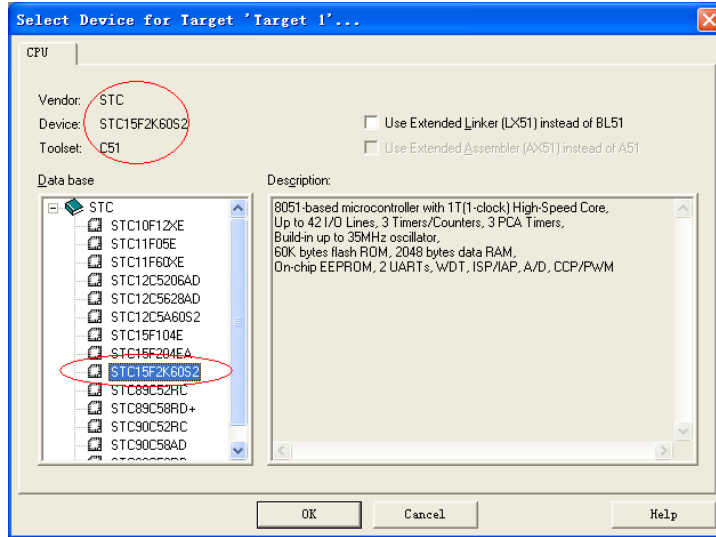 Select Device for Target 'Target 1'...
CPU
Vendor: STC
Device: STC15F2K60S2
Toolset: C51
Use Extended Linker (LX51) instead of BL51
Use Extended Assembler (AX51) instead of A51
Data base
Description:
STC
STC10F12XE
STC11F05E
STC11F60XE
STC12C5206AD
STC12C5628AD
STC12C5A60S2
STC15F104E
STC15F204EA
STC15F2K60S2
STC89C52RC
STC89C58RD+
STC90C52RC
STC90C58AD
8051-based microcontroller with 1T(1-clock) High-Speed Core,
Up to 42 I/O Lines, 3 Timers/Counters, 3 PCA Timers,
Build-in up to 35MHz oscillator,
60K bytes flash ROM, 2048 bytes data RAM,
On-chip EEPROM, 2 UARTs, WDT, ISP/IAP, A/D, CCP/PWM
OK
Cancel
Help